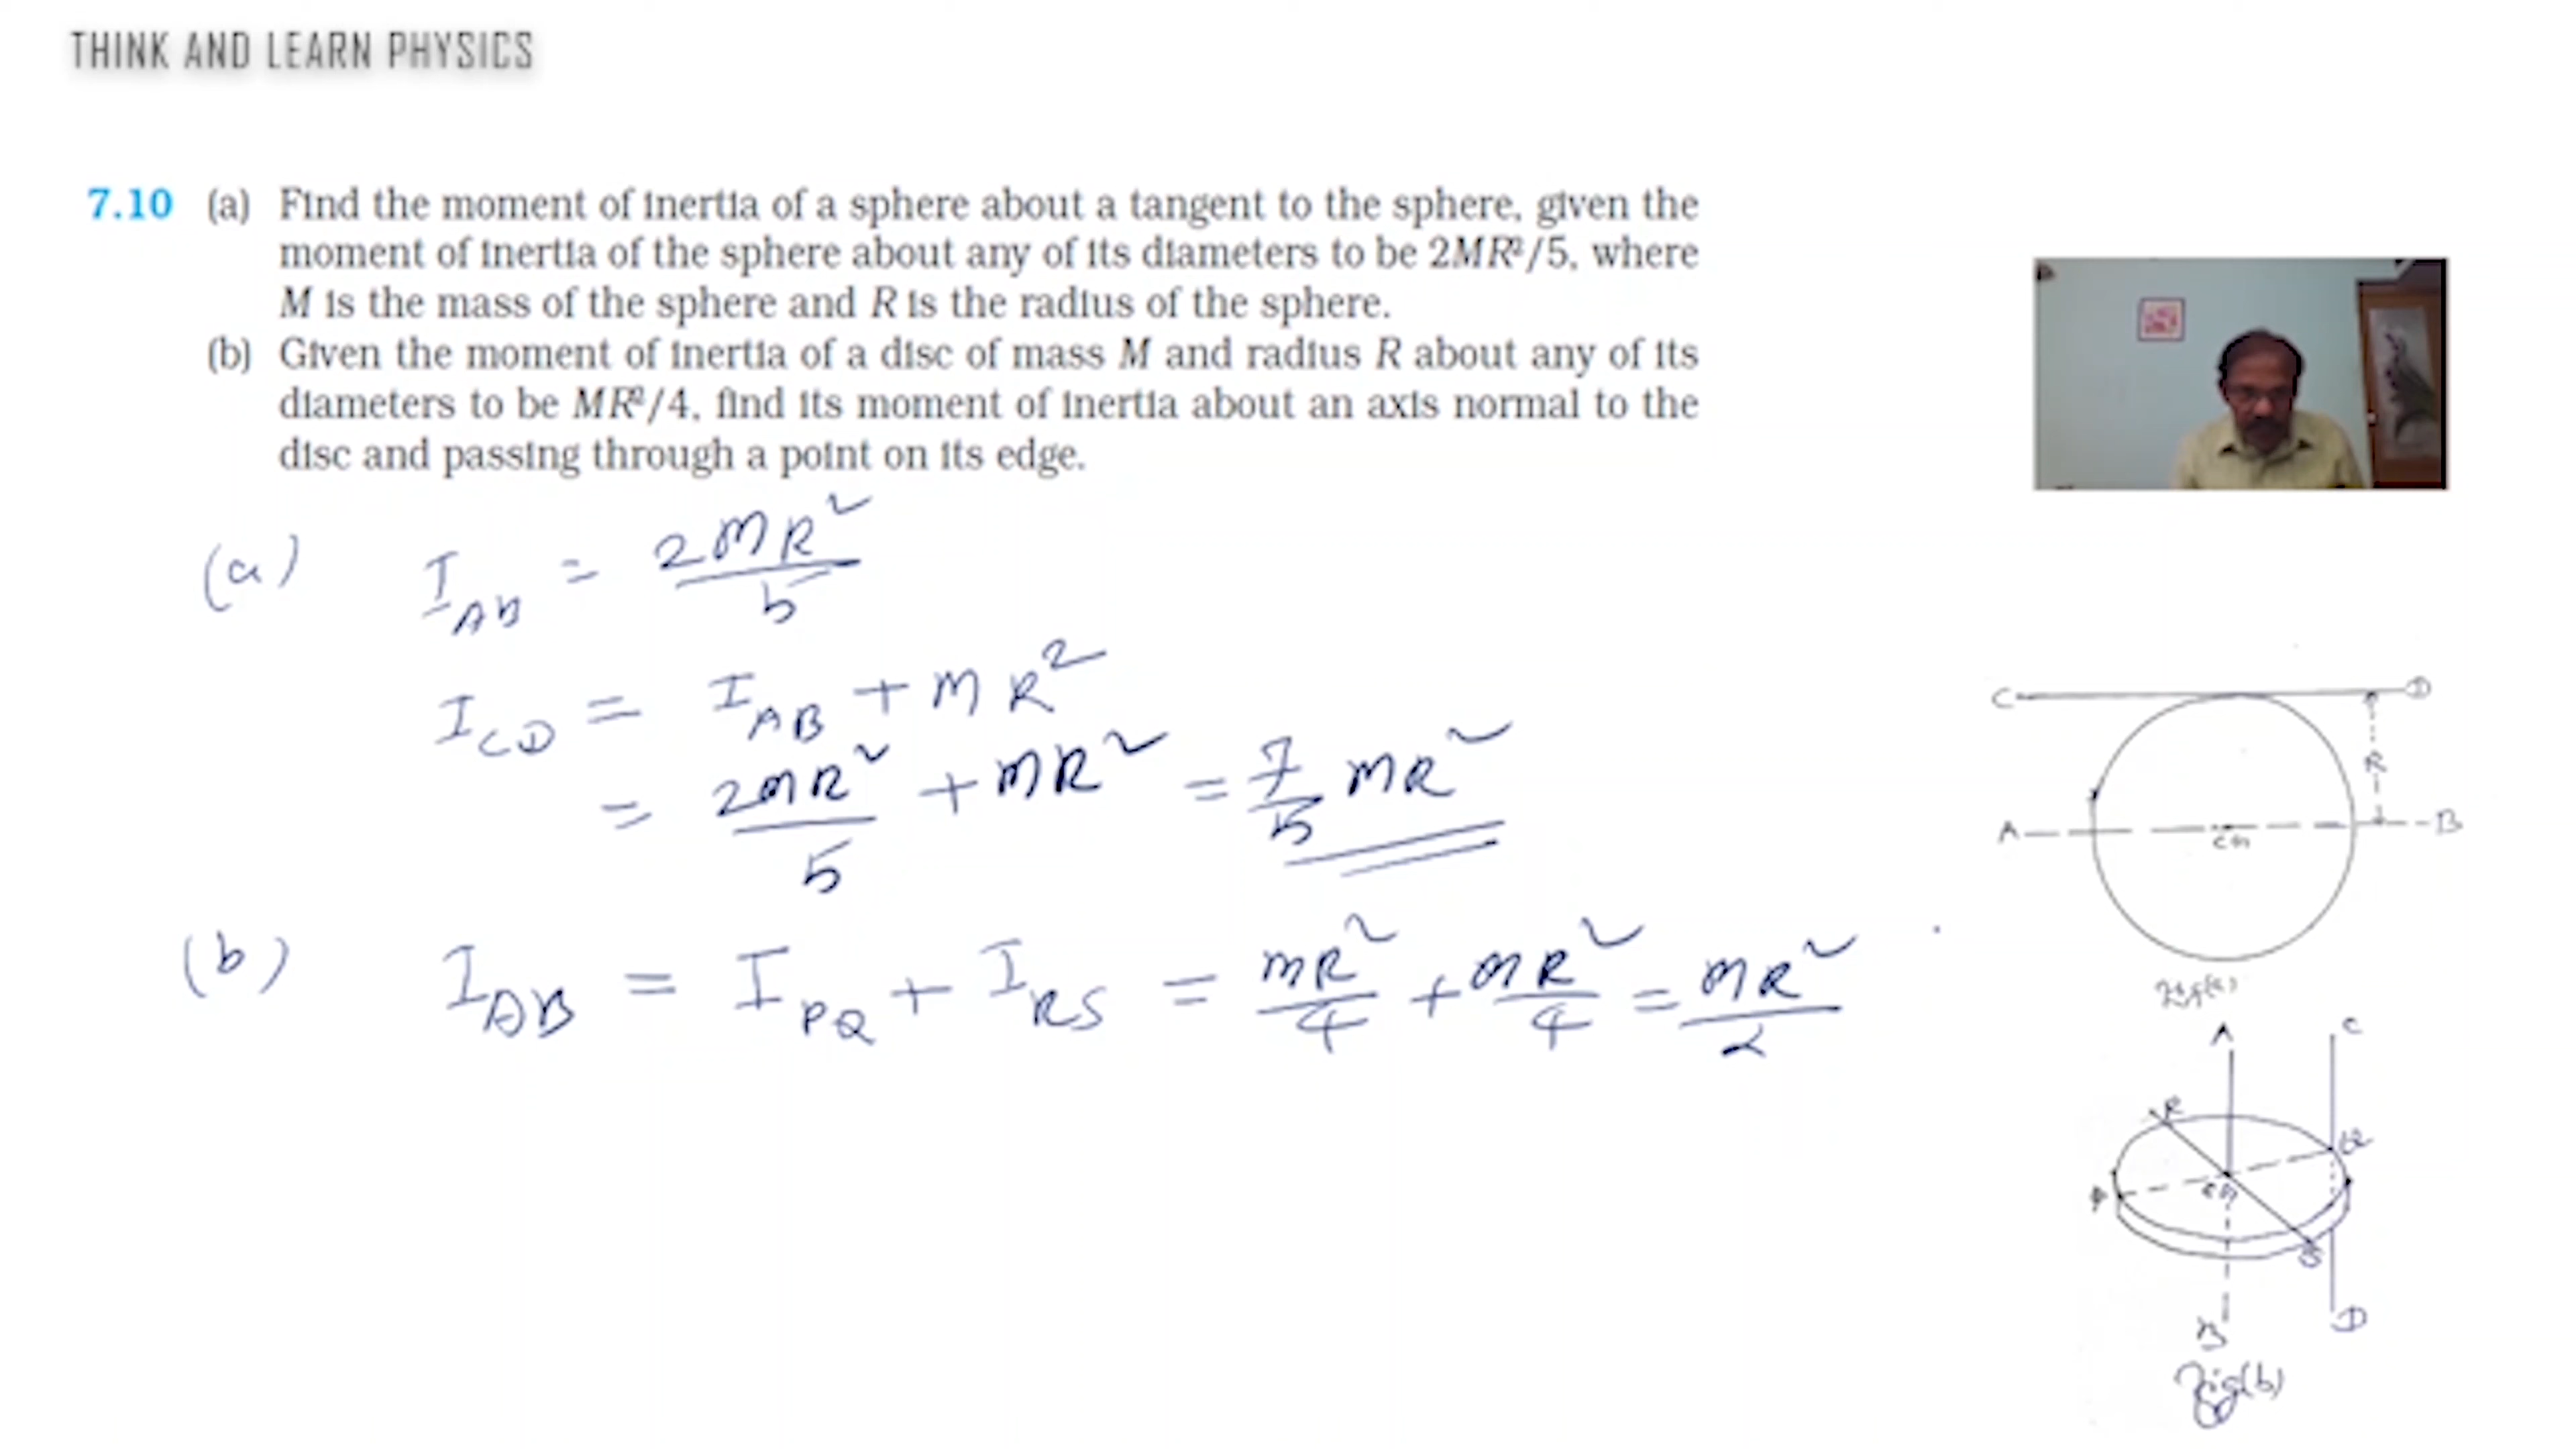 THINK AND LEARN PHYSICS
7.10 (a) Find the moment of inertia of a sphere about a tangent to the sphere, given the
moment of inertia of the sphere about any of its diameters to be 2MR²/5, where
M is the mass of the sphere and R is the radius of the sphere.
(b) Given the moment of inertia of a disc of mass M and radius R about any of its
diameters to be MR²/4, find its moment of inertia about an axis normal to the
disc and passing through a point on its edge.
(a) I_AB = 2MR²/5
I_CD = I_AB + MR²
= 2MR²/5 + MR² = 7/5 MR²
(b) I_AB = I_PQ + I_RS = MR²/4 + MR²/4 = MR²/2
C D
R
A B
CM
Fig(a)
A C
R
Q
P
CM
S
B D
Fig(b)